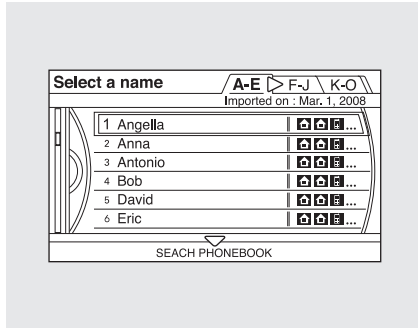 Select a name A-E F-J K-O
Imported on : Mar. 1, 2008
1 Angella ...
2 Anna ...
3 Antonio ...
4 Bob ...
5 David ...
6 Eric ...
SEACH PHONEBOOK